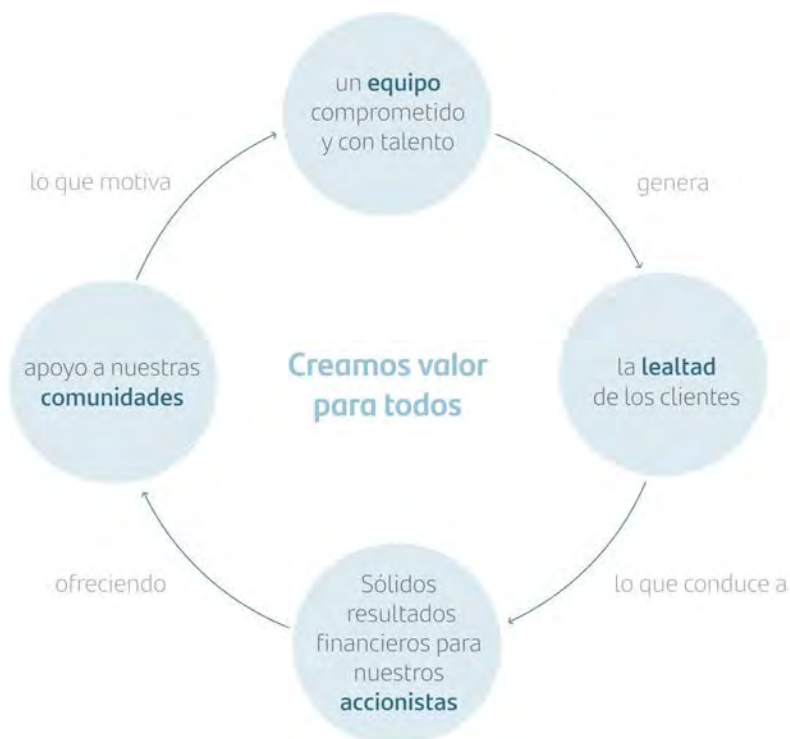 un equipo
comprometido
y con talento
genera
la lealtad
de los clientes
lo que conduce a
Sólidos
resultados
financieros para
nuestros
accionistas
ofreciendo
apoyo a nuestras
comunidades
lo que motiva
Creamos valor
para todos